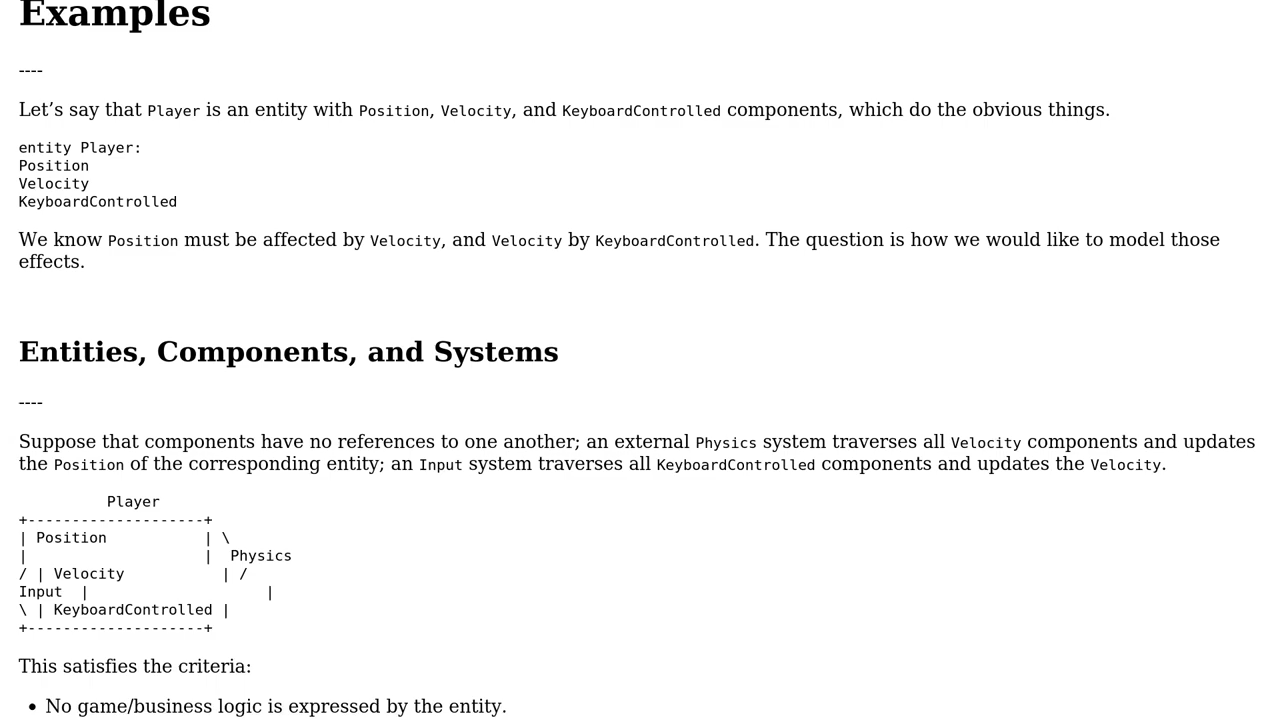 Examples
----
Let’s say that Player is an entity with Position, Velocity, and KeyboardControlled components, which do the obvious things.
entity Player:
Position
Velocity
KeyboardControlled
We know Position must be affected by Velocity, and Velocity by KeyboardControlled. The question is how we would like to model those
effects.
Entities, Components, and Systems
----
Suppose that components have no references to one another; an external Physics system traverses all Velocity components and updates
the Position of the corresponding entity; an Input system traverses all KeyboardControlled components and updates the Velocity.
          Player
+--------------------+
| Position           | \
|                    |  Physics
/ | Velocity           | /
Input  |                    |
\ | KeyboardControlled |
+--------------------+
This satisfies the criteria:
• No game/business logic is expressed by the entity.